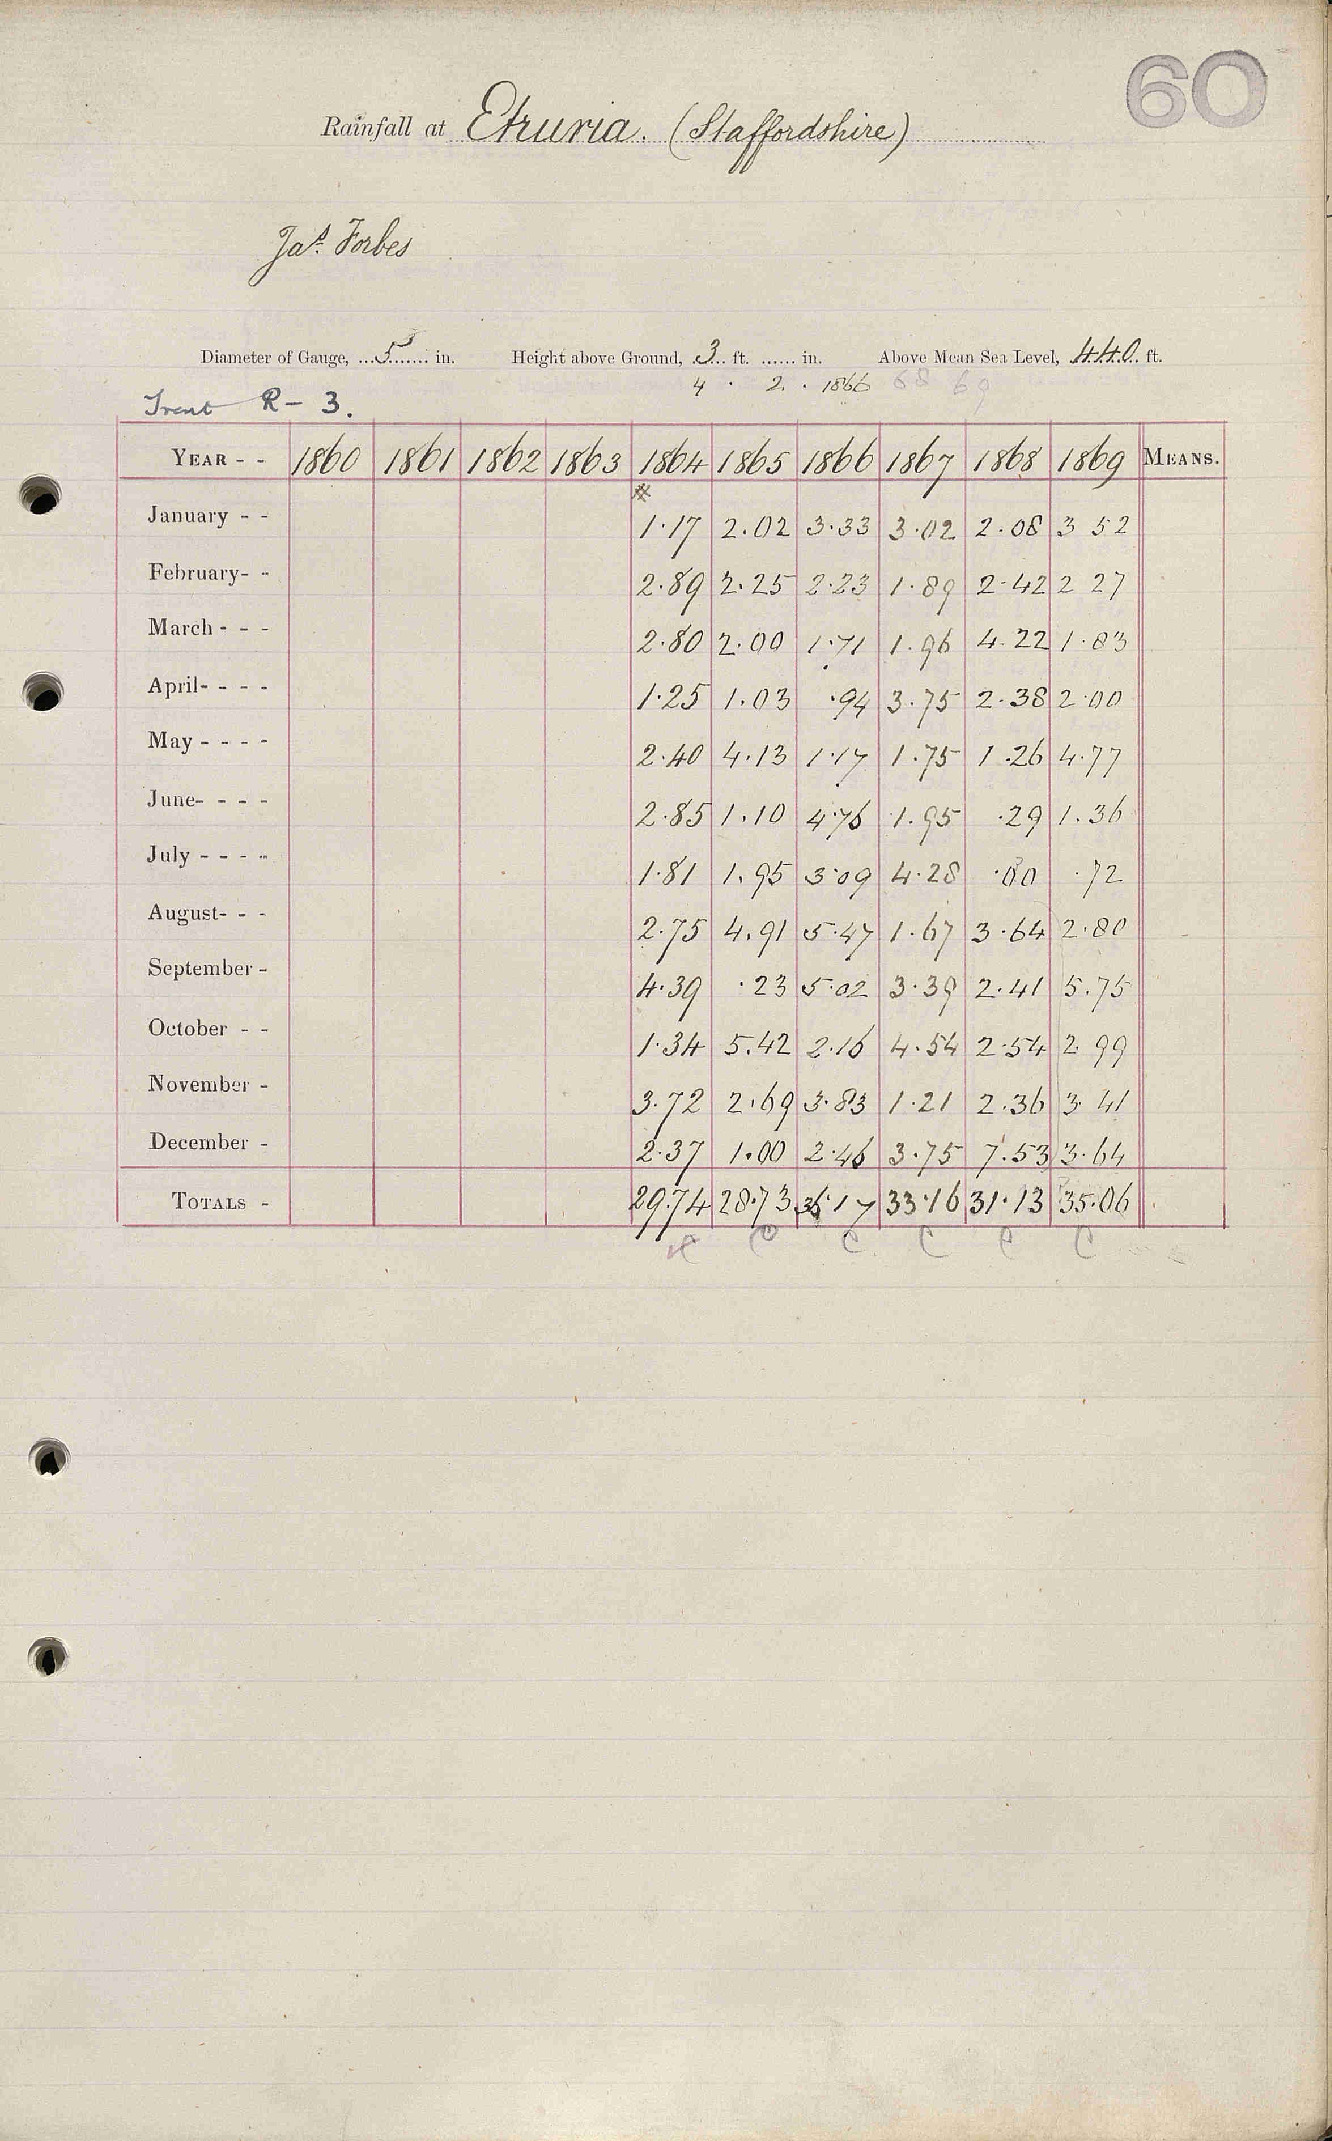 60
Rainfall at Etruria. (Staffordshire)
Jas. Forbes
Diameter of Gauge, ...5...... in. Height above Ground, 3.. ft. ...... in. Above Mean Sea Level, 440. ft.
4 . 2 . 1866 68 69
Trent R - 3.
YEAR - - 1860 1861 1862 1863 1864 1865 1866 1867 1868 1869 MEANS.
*
January - - 1.17 2.02 3.33 3.02 2.08 3 52
February- - 2.89 2.25 2.23 1.89 2.42 2 27
March - - - 2.80 2.00 1.71 1.96 4.22 1.83
April- - - - 1.25 1.03 .94 3.75 2.38 2.00
May - - - - 2.40 4.13 1.17 1.75 1.26 4.77
June- - - - 2.85 1.10 4.76 1.95 .29 1.36
July - - - - 1.81 1.95 3.09 4.28 .00 .72
August- - - 2.75 4.91 5.47 1.67 3.64 2.80
September - 4.39 .23 5.02 3.39 2.41 5.75
October - - 1.34 5.42 2.16 4.54 2.54 2 99
November - 3.72 2.69 3.83 1.21 2.36 3 41
December - 2.37 1.00 2.46 3.75 7.53 3.64
TOTALS - 29.74 28.73 36.17 33.16 31.13 35.06
C C C C C C